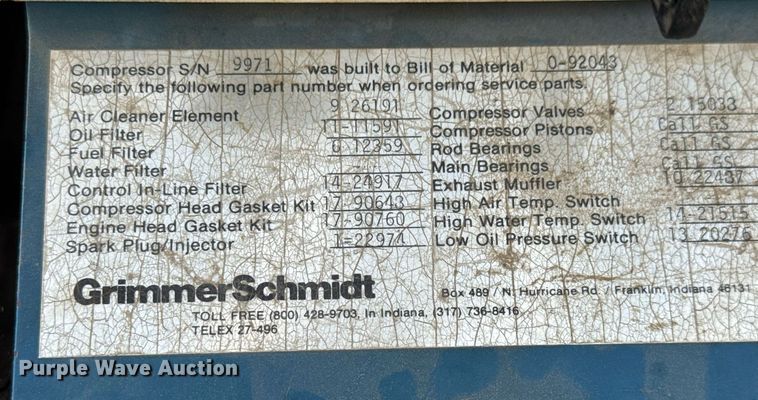 Compressor S/N 9971 was built to Bill of Material 0-92043
Specify the following part number when ordering service parts.
Air Cleaner Element 9 26191
Oil Filter 11-11591
Fuel Filter 6 12359
Water Filter
Control In-Line Filter 14-24917
Compressor Head Gasket Kit 17-90643
Engine Head Gasket Kit 17-90760
Spark Plug/Injector 1-22974
Compressor Valves 2 15033
Compressor Pistons Call GS
Rod Bearings Call GS
Main Bearings Call GS
Exhaust Muffler 10 22437
High Air Temp. Switch
High Water Temp. Switch 14-21515
Low Oil Pressure Switch 13 20276
GrimmerSchmidt
Box 489 / N. Hurricane Rd. / Franklin, Indiana 46131
TOLL FREE (800) 428-9703, In Indiana, (317) 736-8416
TELEX 27-496
Purple Wave Auction